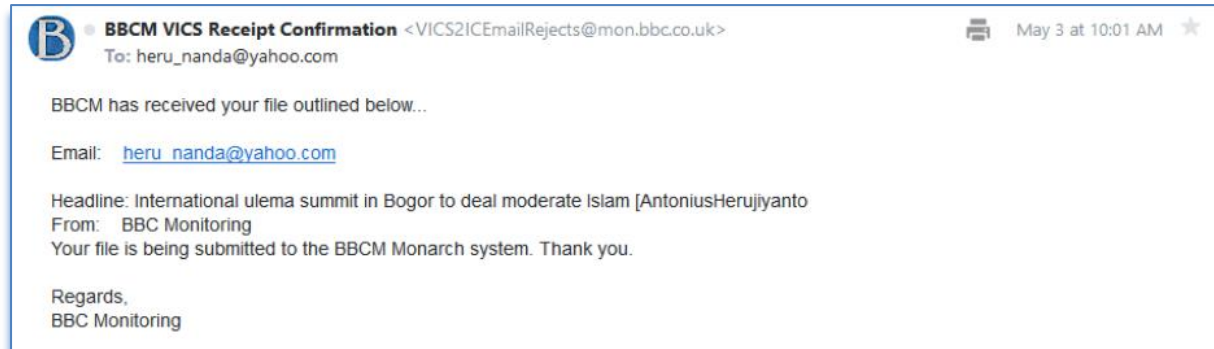 B
BBCM VICS Receipt Confirmation <VICS2ICEmailRejects@mon.bbc.co.uk> May 3 at 10:01 AM
To: heru_nanda@yahoo.com
BBCM has received your file outlined below...
Email: heru_nanda@yahoo.com
Headline: International ulema summit in Bogor to deal moderate Islam [AntoniusHerujiyanto
From: BBC Monitoring
Your file is being submitted to the BBCM Monarch system. Thank you.
Regards,
BBC Monitoring